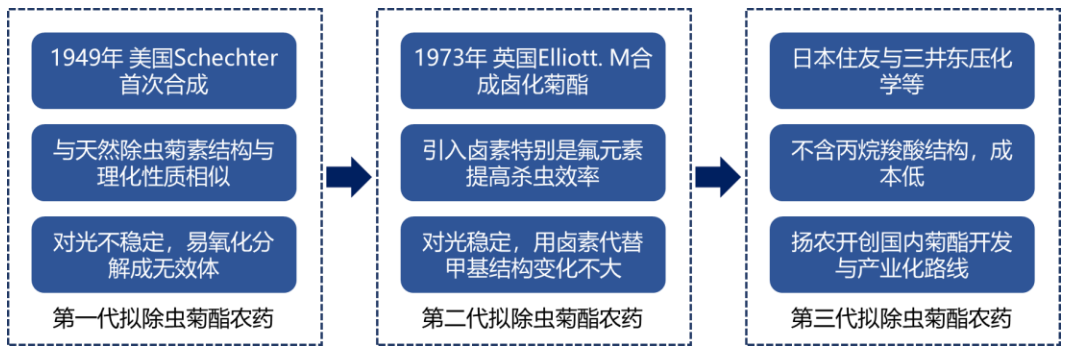 1949年 美国Schechter
首次合成
与天然除虫菊素结构与
理化性质相似
对光不稳定，易氧化分
解成无效体
第一代拟除虫菊酯农药
1973年 英国Elliott. M合
成卤化菊酯
引入卤素特别是氟元素
提高杀虫效率
对光稳定，用卤素代替
甲基结构变化不大
第二代拟除虫菊酯农药
日本住友与三井东压化
学等
不含丙烷羧酸结构，成
本低
扬农开创国内菊酯开发
与产业化路线
第三代拟除虫菊酯农药